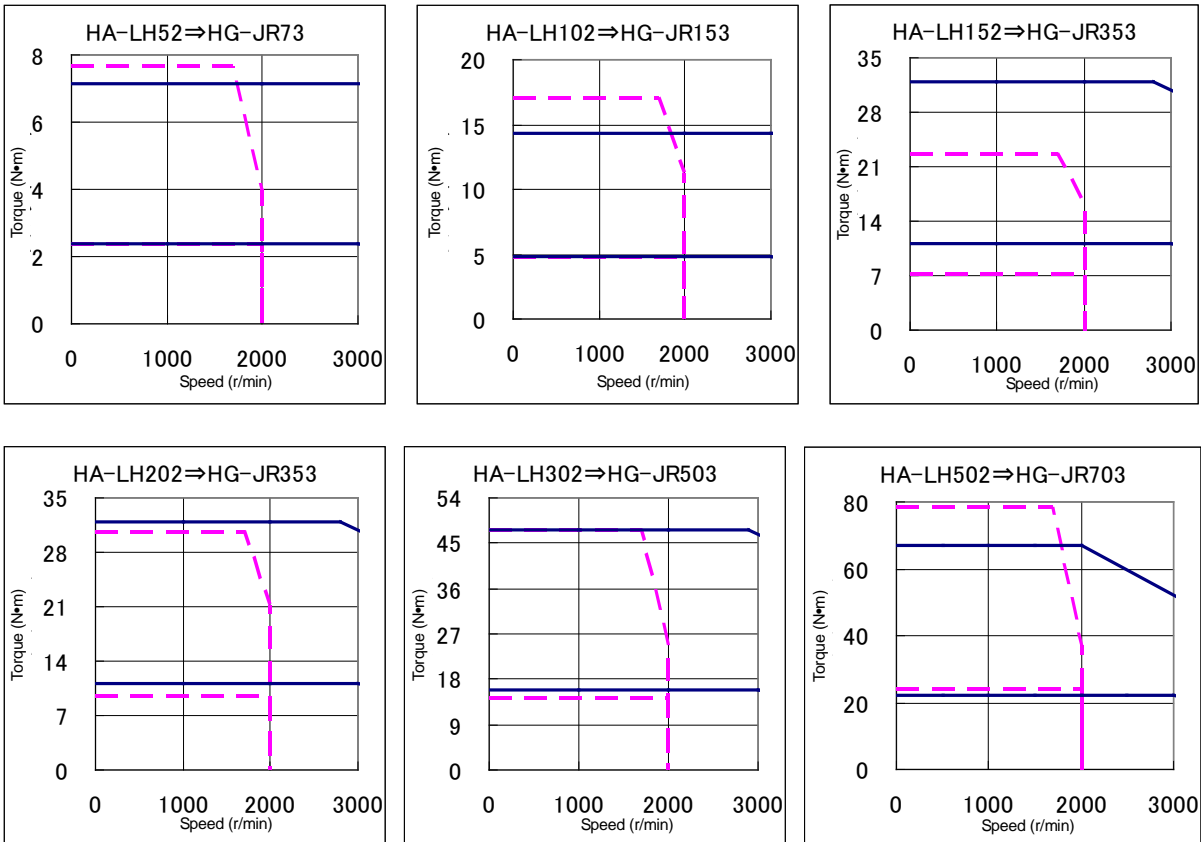 HA-LH52⇒HG-JR73
8
6
4
2
0
Torque (N•m)
0 1000 2000 3000
Speed (r/min)
HA-LH102⇒HG-JR153
20
15
10
5
0
Torque (N•m)
0 1000 2000 3000
Speed (r/min)
HA-LH152⇒HG-JR353
35
28
21
14
7
0
Torque (N•m)
0 1000 2000 3000
Speed (r/min)
HA-LH202⇒HG-JR353
35
28
21
14
7
0
Torque (N•m)
0 1000 2000 3000
Speed (r/min)
HA-LH302⇒HG-JR503
54
45
36
27
18
9
0
Torque (N•m)
0 1000 2000 3000
Speed (r/min)
HA-LH502⇒HG-JR703
80
60
40
20
0
Torque (N•m)
0 1000 2000 3000
Speed (r/min)